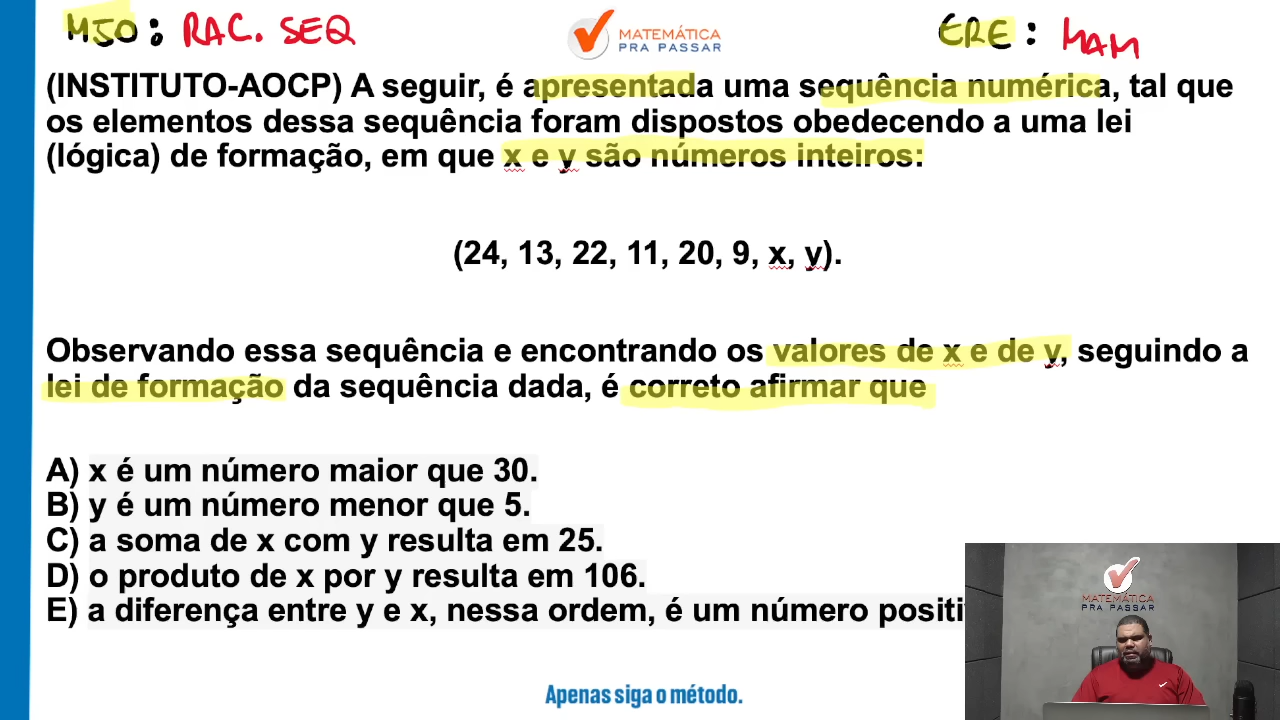 MJO: RAC. SEQ
MATEMÁTICA
PRA PASSAR
ERE: MAM
(INSTITUTO-AOCP) A seguir, é apresentada uma sequência numérica, tal que
os elementos dessa sequência foram dispostos obedecendo a uma lei
(lógica) de formação, em que x e y são números inteiros:
(24, 13, 22, 11, 20, 9, x, y).
Observando essa sequência e encontrando os valores de x e de y, seguindo a
lei de formação da sequência dada, é correto afirmar que
A) x é um número maior que 30.
B) y é um número menor que 5.
C) a soma de x com y resulta em 25.
D) o produto de x por y resulta em 106.
E) a diferença entre y e x, nessa ordem, é um número positi
MATEMÁTICA
PRA PASSAR
Apenas siga o método.